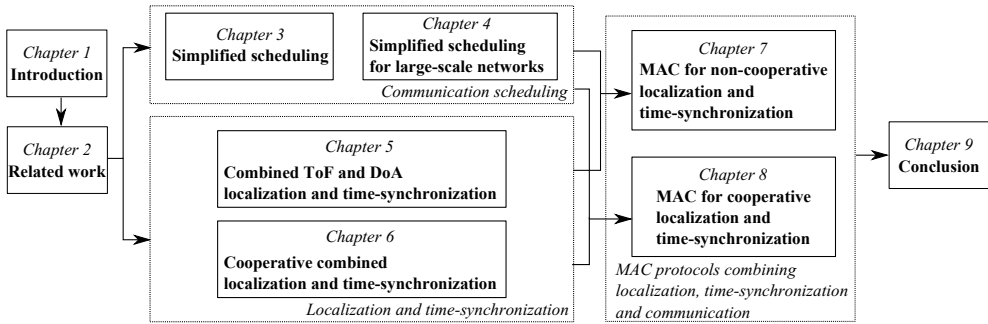 Chapter 1
Introduction
Chapter 2
Related work
Chapter 3
Simplified scheduling
Chapter 4
Simplified scheduling
for large-scale networks
Communication scheduling
Chapter 5
Combined ToF and DoA
localization and time-synchronization
Chapter 6
Cooperative combined
localization and time-synchronization
Localization and time-synchronization
Chapter 7
MAC for non-cooperative
localization and
time-synchronization
Chapter 8
MAC for cooperative
localization and
time-synchronization
MAC protocols combining
localization, time-synchronization
and communication
Chapter 9
Conclusion